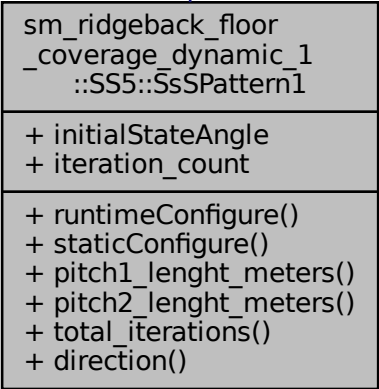 sm_ridgeback_floor
_coverage_dynamic_1
::SS5::SsSPattern1
+ initialStateAngle
+ iteration_count
+ runtimeConfigure()
+ staticConfigure()
+ pitch1_lenght_meters()
+ pitch2_lenght_meters()
+ total_iterations()
+ direction()